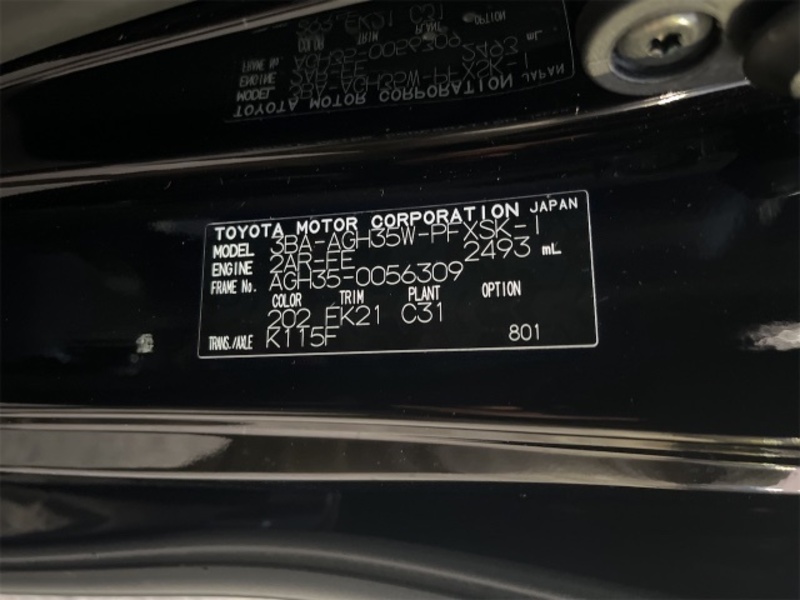 TOYOTA MOTOR CORPORATION JAPAN
MODEL 3BA-AGH35W-PFXSK-I
ENGINE 2AR-FE 2493 mL
FRAME No. AGH35-0056309
COLOR TRIM PLANT OPTION
202 FK21 C31
TRANS./AXLE K115F 801